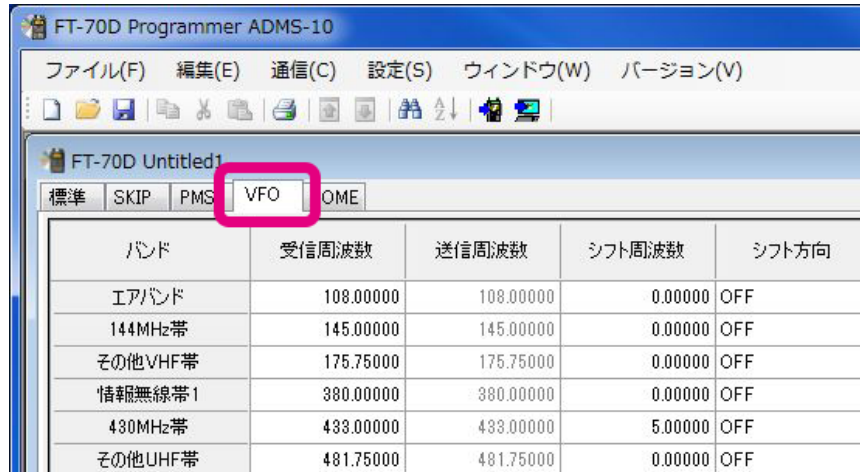 FT-70D Programmer ADMS-10
ファイル(F) 編集(E) 通信(C) 設定(S) ウィンドウ(W) バージョン(V)
FT-70D Untitled1
標準 SKIP PMS VFO OME
バンド 受信周波数 送信周波数 シフト周波数 シフト方向
エアバンド 108.00000 108.00000 0.00000 OFF
144MHz帯 145.00000 145.00000 0.00000 OFF
その他VHF帯 175.75000 175.75000 0.00000 OFF
情報無線帯1 380.00000 380.00000 0.00000 OFF
430MHz帯 433.00000 433.00000 5.00000 OFF
その他UHF帯 481.75000 481.75000 0.00000 OFF